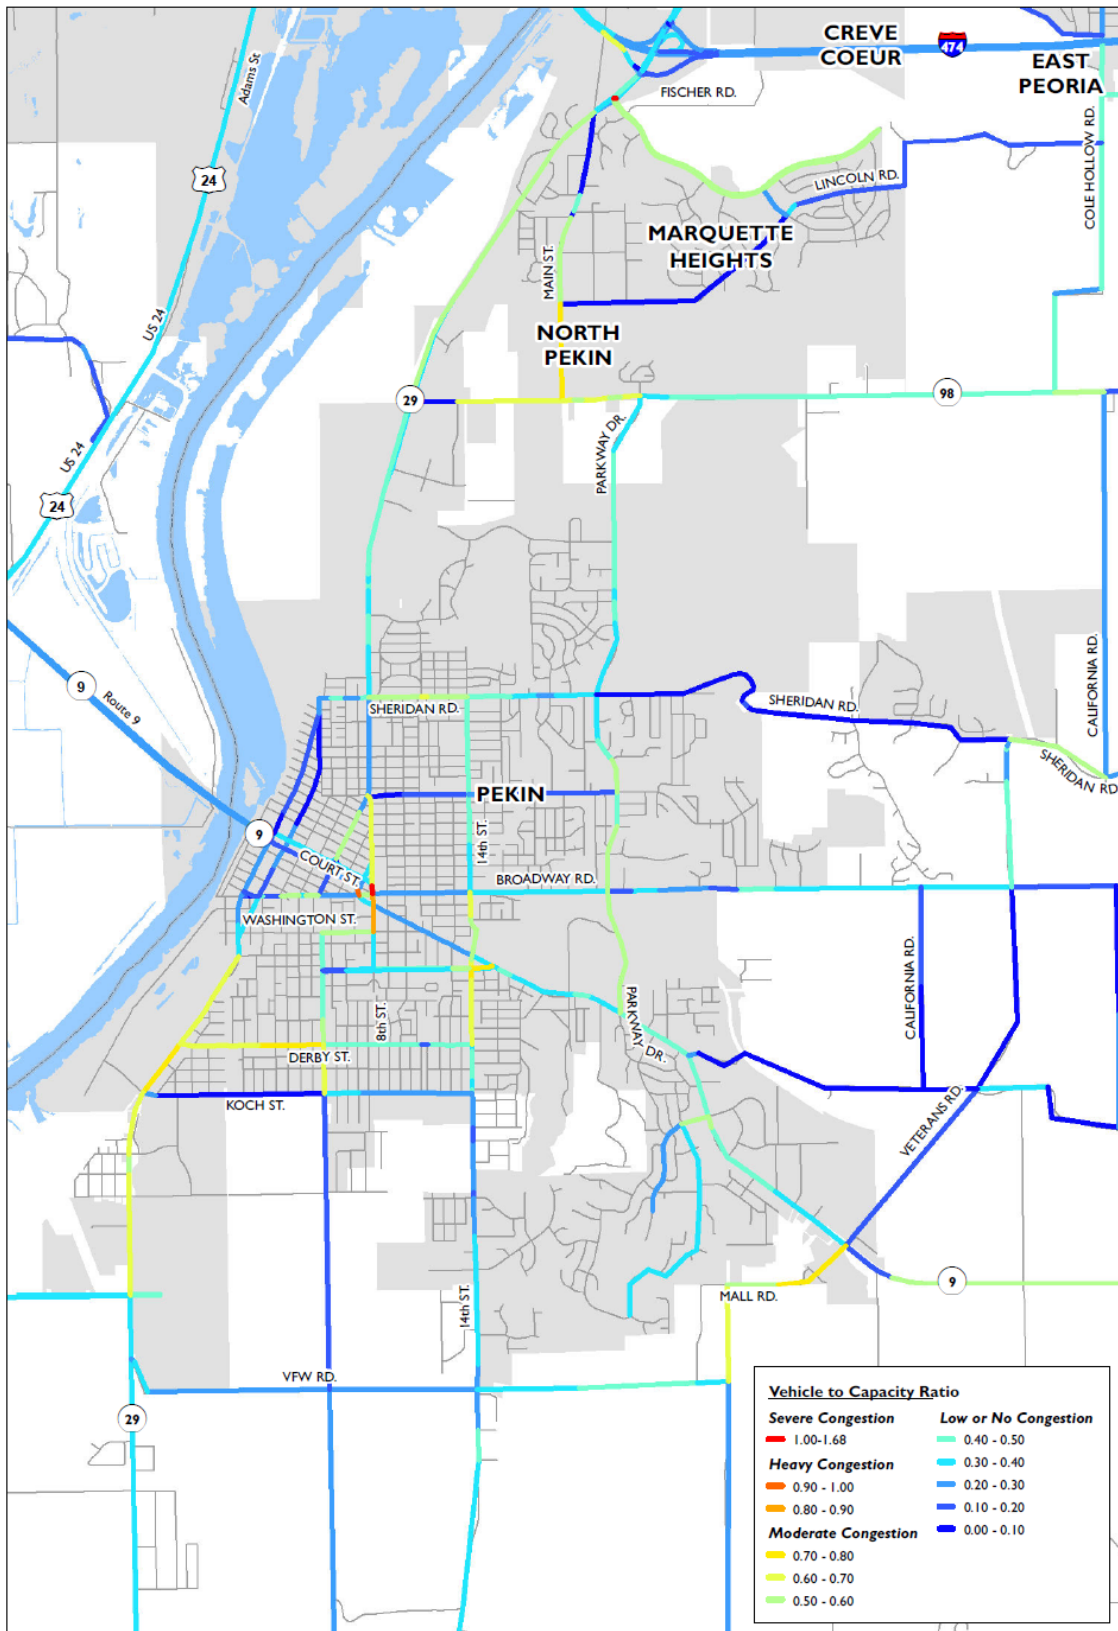 CREVE
COEUR
474
EAST
PEORIA
Adams St
FISCHER RD.
COLE HOLLOW RD.
24
LINCOLN RD.
MARQUETTE
HEIGHTS
MAIN ST.
US 24
NORTH
PEKIN
29
98
PARKWAY DR.
US 24
24
CALIFORNIA RD.
9
Route 9
SHERIDAN RD.
SHERIDAN RD.
SHERIDAN RD
PEKIN
9
COURT ST.
14th ST.
BROADWAY RD.
WASHINGTON ST.
CALIFORNIA RD.
8th ST.
PARKWAY DR.
DERBY ST.
KOCH ST.
VETERANS RD.
9
MALL RD.
14th ST.
VFW RD.
29
Vehicle to Capacity Ratio
Severe Congestion
1.00-1.68
Heavy Congestion
0.90 - 1.00
0.80 - 0.90
Moderate Congestion
0.70 - 0.80
0.60 - 0.70
0.50 - 0.60
Low or No Congestion
0.40 - 0.50
0.30 - 0.40
0.20 - 0.30
0.10 - 0.20
0.00 - 0.10